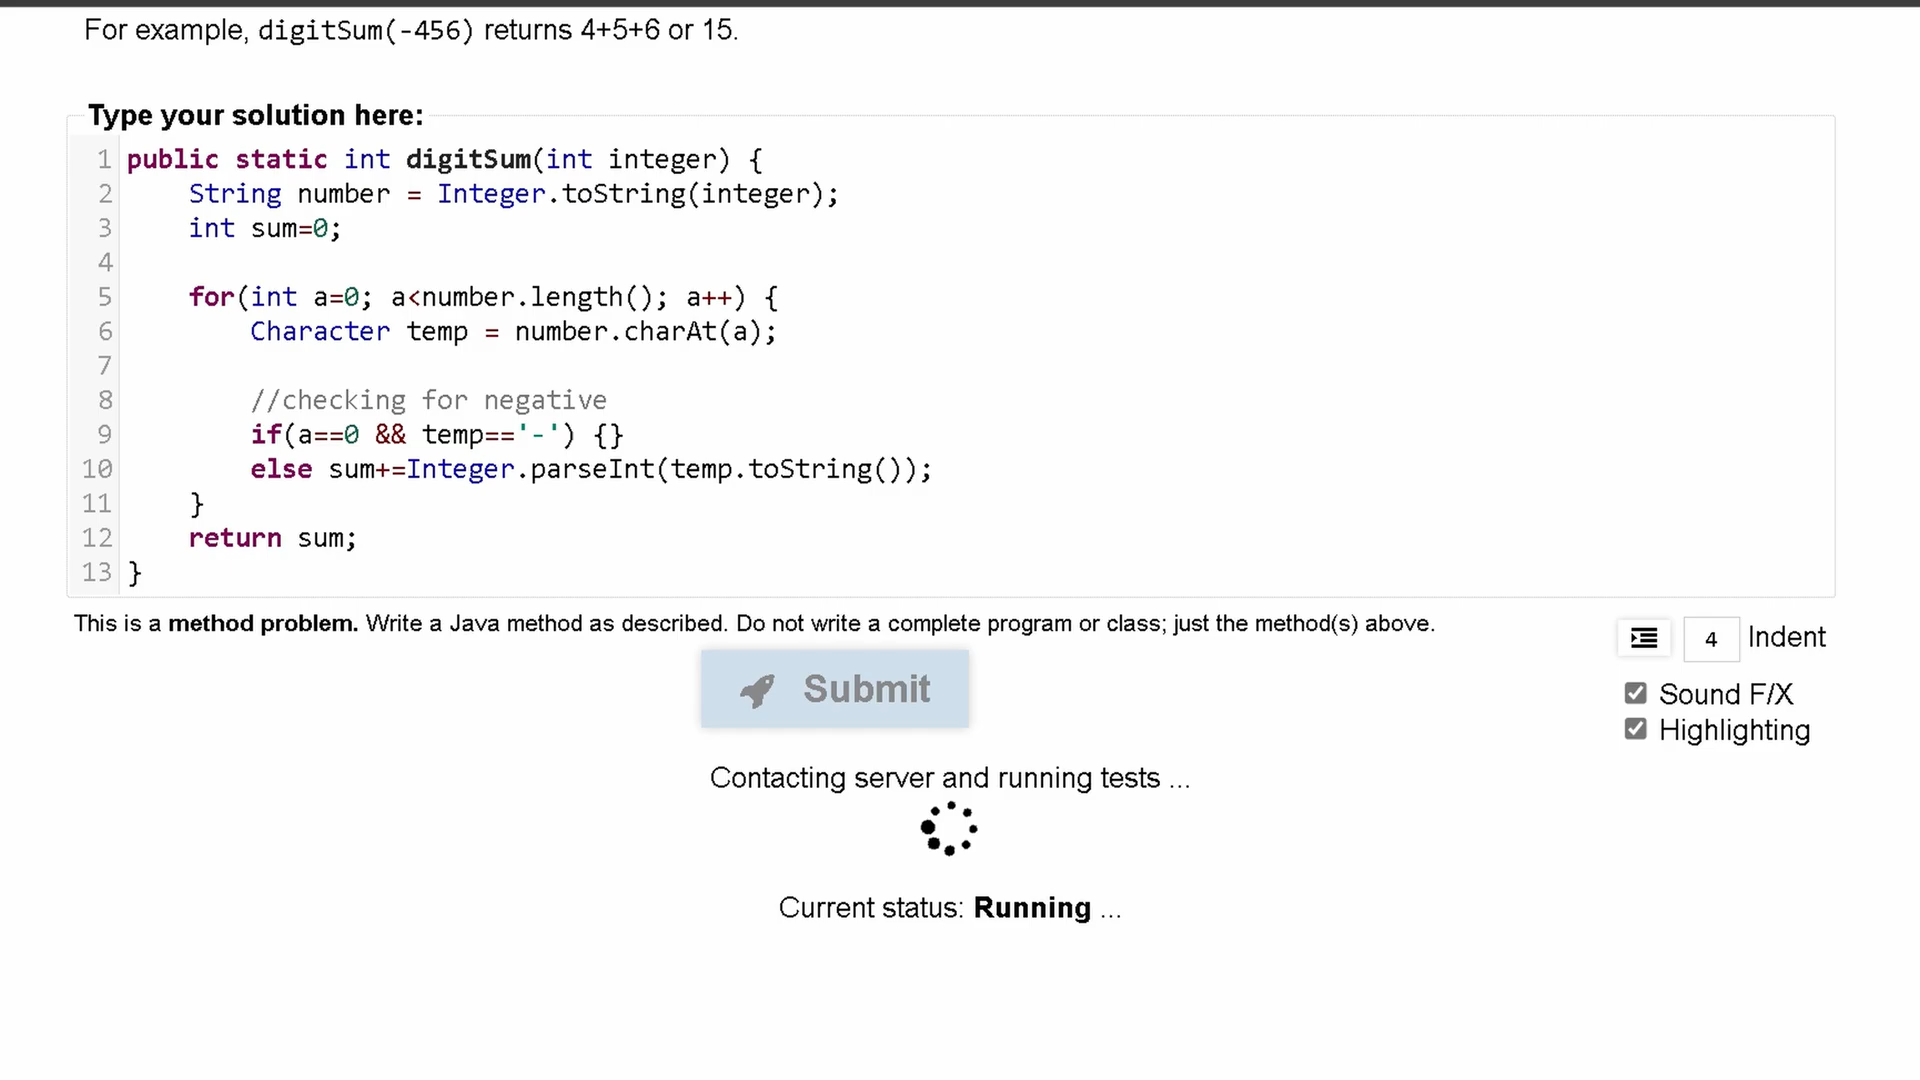 For example, digitSum(-456) returns 4+5+6 or 15.
Type your solution here:
1 public static int digitSum(int integer) {
2     String number = Integer.toString(integer);
3     int sum=0;
4
5     for(int a=0; a<number.length(); a++) {
6         Character temp = number.charAt(a);
7
8         //checking for negative
9         if(a==0 && temp=='-') {}
10         else sum+=Integer.parseInt(temp.toString());
11     }
12     return sum;
13 }
This is a method problem. Write a Java method as described. Do not write a complete program or class; just the method(s) above.
4 Indent
Submit
Sound F/X
Highlighting
Contacting server and running tests ...
Current status: Running ...